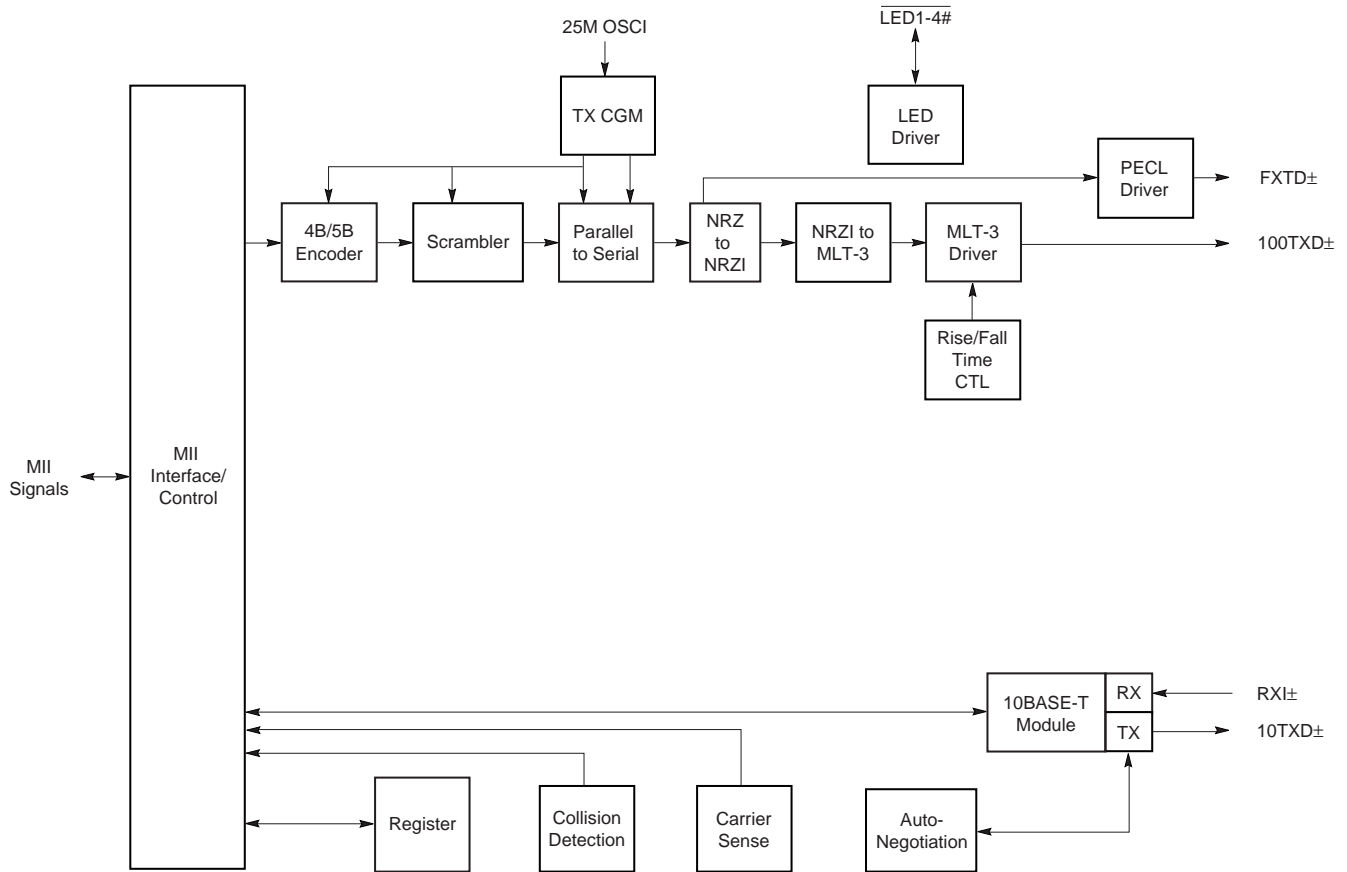 25M OSCI
LED1-4#
TX CGM
LED
Driver
PECL
Driver
FXTD±
4B/5B
Encoder
Scrambler
Parallel
to Serial
NRZ
to
NRZI
NRZI to
MLT-3
MLT-3
Driver
100TXD±
Rise/Fall
Time
CTL
MII
Signals
MII
Interface/
Control
10BASE-T
Module
RX
TX
RXI±
10TXD±
Register
Collision
Detection
Carrier
Sense
Auto-
Negotiation